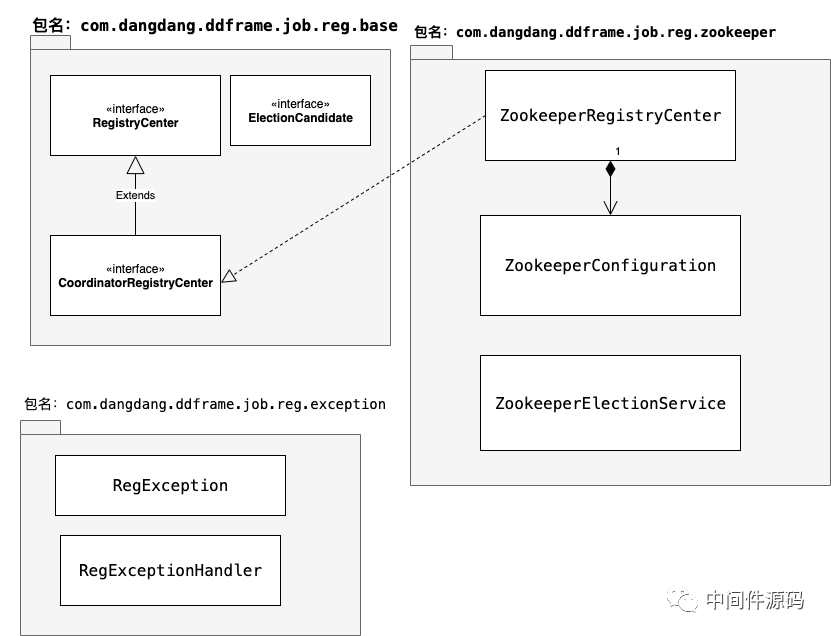 包名：com.dangdang.ddframe.job.reg.base
«interface»
RegistryCenter
«interface»
ElectionCandidate
Extends
«interface»
CoordinatorRegistryCenter
包名：com.dangdang.ddframe.job.reg.zookeeper
ZookeeperRegistryCenter
1
ZookeeperConfiguration
ZookeeperElectionService
包名：com.dangdang.ddframe.job.reg.exception
RegException
RegExceptionHandler
中间件源码